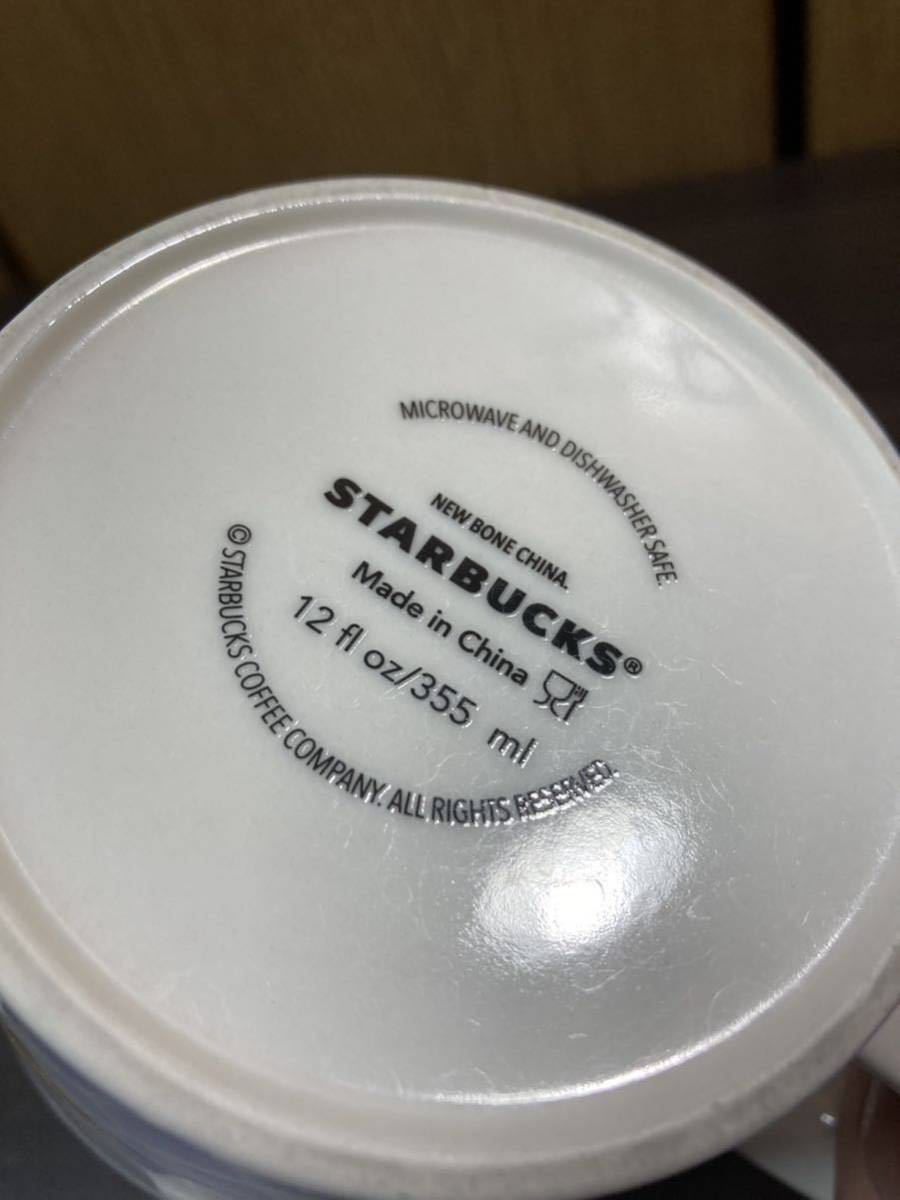 MICROWAVE AND DISHWASHER SAFE.
NEW BONE CHINA.
STARBUCKS®
Made in China
12 fl oz/355 ml
© STARBUCKS COFFEE COMPANY. ALL RIGHTS RESERVED.